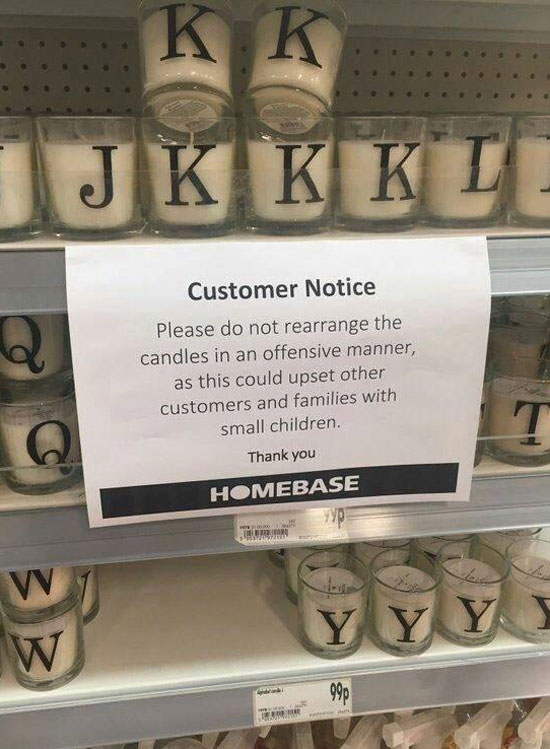 K K
J K K K L
Customer Notice
Please do not rearrange the
candles in an offensive manner,
as this could upset other
customers and families with
small children.
Thank you
HOMEBASE
Q
Q
T
99p
W
W
Y Y Y Y
99p